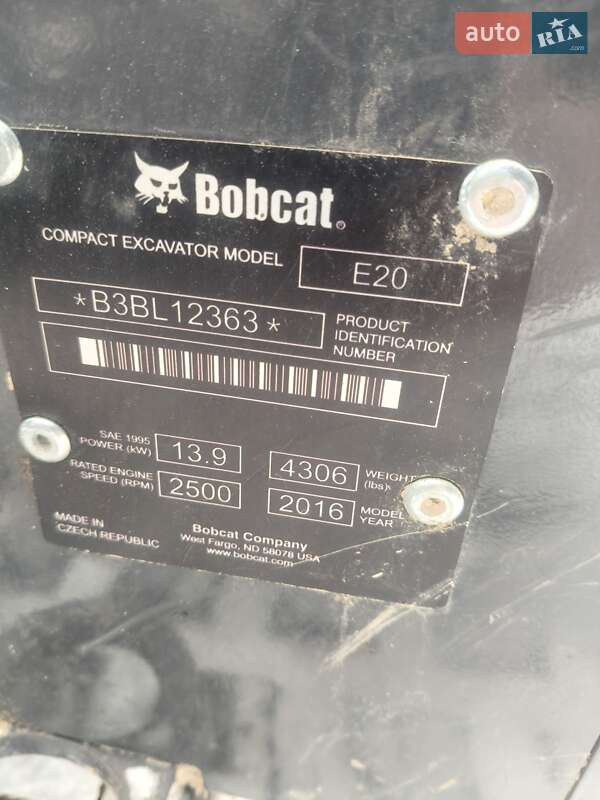 auto RIA.com
Bobcat®
COMPACT EXCAVATOR MODEL E20
*B3BL12363* PRODUCT IDENTIFICATION NUMBER
SAE 1995 POWER (kW) 13.9 4306 WEIGHT (lbs)
RATED ENGINE SPEED (RPM) 2500 2016 MODEL YEAR
MADE IN CZECH REPUBLIC
Bobcat Company
West Fargo, ND 58078 USA
www.bobcat.com